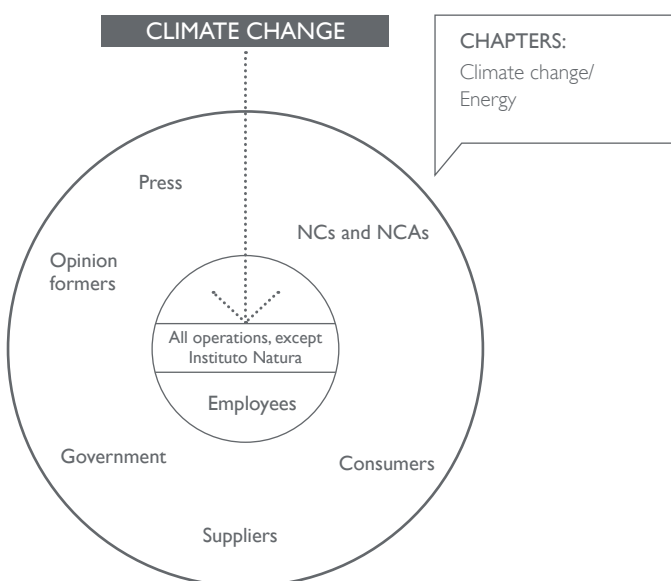 CLIMATE CHANGE
CHAPTERS:
Climate change/
Energy
Press
NCs and NCAs
Opinion
formers
All operations, except
Instituto Natura
Employees
Government
Consumers
Suppliers